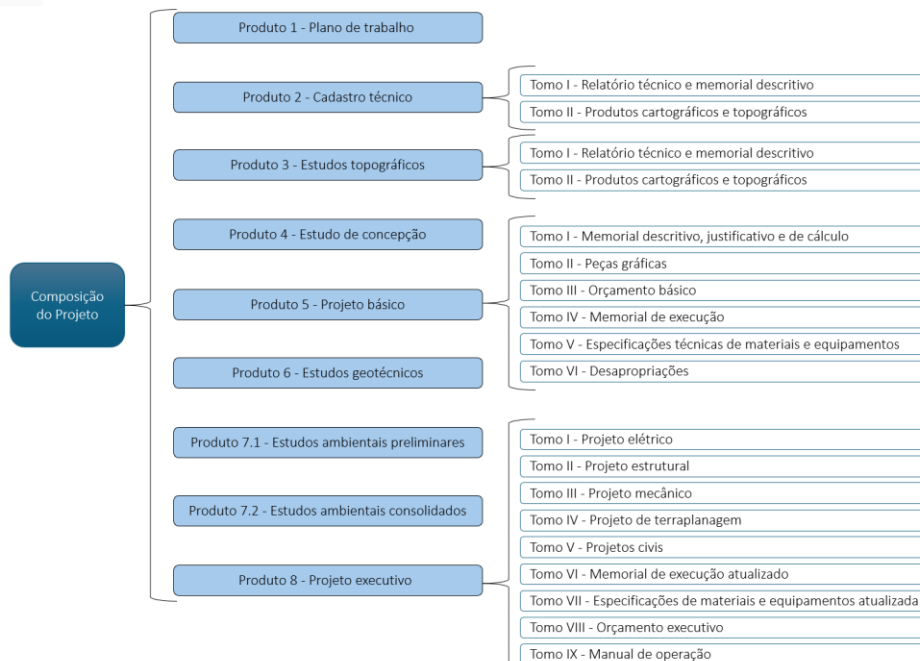 Composição
do Projeto
Produto 1 - Plano de trabalho
Produto 2 - Cadastro técnico
Tomo I - Relatório técnico e memorial descritivo
Tomo II - Produtos cartográficos e topográficos
Produto 3 - Estudos topográficos
Tomo I - Relatório técnico e memorial descritivo
Tomo II - Produtos cartográficos e topográficos
Produto 4 - Estudo de concepção
Produto 5 - Projeto básico
Tomo I - Memorial descritivo, justificativo e de cálculo
Tomo II - Peças gráficas
Tomo III - Orçamento básico
Tomo IV - Memorial de execução
Tomo V - Especificações técnicas de materiais e equipamentos
Tomo VI - Desapropriações
Produto 6 - Estudos geotécnicos
Produto 7.1 - Estudos ambientais preliminares
Produto 7.2 - Estudos ambientais consolidados
Produto 8 - Projeto executivo
Tomo I - Projeto elétrico
Tomo II - Projeto estrutural
Tomo III - Projeto mecânico
Tomo IV - Projeto de terraplanagem
Tomo V - Projetos civis
Tomo VI - Memorial de execução atualizado
Tomo VII - Especificações de materiais e equipamentos atualizada
Tomo VIII - Orçamento executivo
Tomo IX - Manual de operação